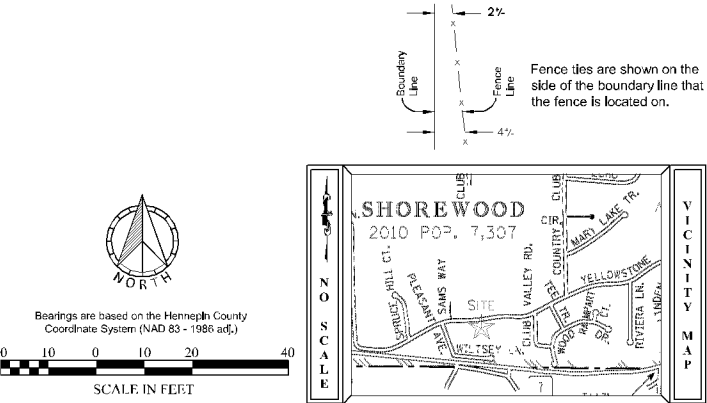 2+/-
Boundary Line
Fence Line
4+/-
Fence ties are shown on the
side of the boundary line that
the fence is located on.
NORTH
Bearings are based on the Hennepin County
Coordinate System (NAD 83 - 1986 adj.)
10 0 10 20 40
SCALE IN FEET
NO SCALE
VICINITY MAP
SHOREWOOD
2010 POP. 7,307
CLUB
CLUB
CIR.
MARY LAKE TR.
COUNTRY
VALLEY RD.
SPRUCE HILL CT.
PLEASANT AVE.
SAMS WAY
YELLOWSTONE
SITE
TEE TR.
CLUB
WILTSEY LN.
WOOD
RAMPART CT.
RIVIERA LN.
LINDEN
7